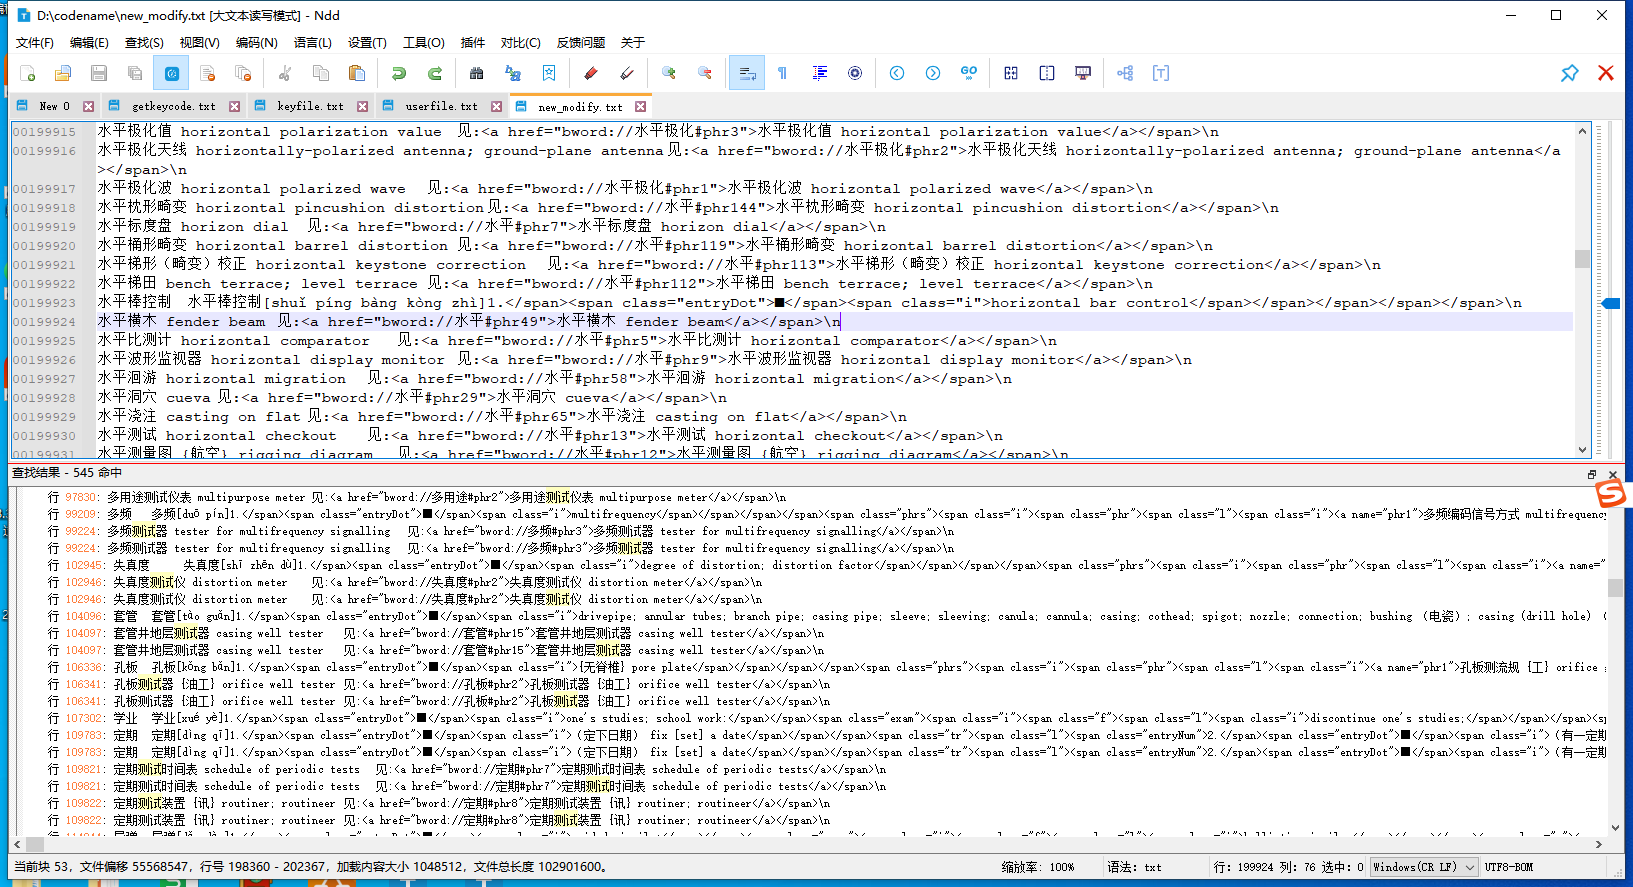 D:\codename\new_modify.txt [大文本读写模式] - Ndd
文件(F) 编辑(E) 查找(S) 视图(V) 编码(N) 语言(L) 设置(T) 工具(O) 插件 对比(C) 反馈问题 关于
New 0 getkeycode.txt keyfile.txt userfile.txt new_modify.txt
00199915 水平极化值 horizontal polarization value 见:<a href="bword://水平极化#phr3">水平极化值 horizontal polarization value</a></span>\n
00199916 水平极化天线 horizontally-polarized antenna; ground-plane antenna 见:<a href="bword://水平极化#phr2">水平极化天线 horizontally-polarized antenna; ground-plane antenna</a
></span>\n
00199917 水平极化波 horizontal polarized wave 见:<a href="bword://水平极化#phr1">水平极化波 horizontal polarized wave</a></span>\n
00199918 水平枕形畸变 horizontal pincushion distortion 见:<a href="bword://水平#phr144">水平枕形畸变 horizontal pincushion distortion</a></span>\n
00199919 水平标度盘 horizon dial 见:<a href="bword://水平#phr7">水平标度盘 horizon dial</a></span>\n
00199920 水平桶形畸变 horizontal barrel distortion 见:<a href="bword://水平#phr119">水平桶形畸变 horizontal barrel distortion</a></span>\n
00199921 水平梯形（畸变）校正 horizontal keystone correction 见:<a href="bword://水平#phr113">水平梯形（畸变）校正 horizontal keystone correction</a></span>\n
00199922 水平梯田 bench terrace; level terrace 见:<a href="bword://水平#phr112">水平梯田 bench terrace; level terrace</a></span>\n
00199923 水平棒控制 水平棒控制[shuǐ píng bàng kòng zhì]1.</span><span class="entryDot">■</span><span class="i">horizontal bar control</span></span></span></span></span>\n
00199924 水平横木 fender beam 见:<a href="bword://水平#phr49">水平横木 fender beam</a></span>\n
00199925 水平比测计 horizontal comparator 见:<a href="bword://水平#phr5">水平比测计 horizontal comparator</a></span>\n
00199926 水平波形监视器 horizontal display monitor 见:<a href="bword://水平#phr9">水平波形监视器 horizontal display monitor</a></span>\n
00199927 水平洄游 horizontal migration 见:<a href="bword://水平#phr58">水平洄游 horizontal migration</a></span>\n
00199928 水平洞穴 cueva 见:<a href="bword://水平#phr29">水平洞穴 cueva</a></span>\n
00199929 水平浇注 casting on flat 见:<a href="bword://水平#phr65">水平浇注 casting on flat</a></span>\n
00199930 水平测试 horizontal checkout 见:<a href="bword://水平#phr13">水平测试 horizontal checkout</a></span>\n
00199931 水平测量图 {航空} rigging diagram 见:<a href="bword://水平#phr12">水平测量图 {航空} rigging diagram</a></span>\n
查找结果 - 545 命中
行 97830: 多用途测试仪表 multipurpose meter 见:<a href="bword://多用途#phr2">多用途测试仪表 multipurpose meter</a></span>\n
行 99209: 多频 多频[duō pín]1.</span><span class="entryDot">■</span><span class="i">multifrequency</span></span></span></span><span class="phrs"><span class="i"><span class="phr"><span class="l"><span class="i"><a name="phr1">多频编码信号方式 multifrequency
行 99224: 多频测试器 tester for multifrequency signalling 见:<a href="bword://多频#phr3">多频测试器 tester for multifrequency signalling</a></span>\n
行 99224: 多频测试器 tester for multifrequency signalling 见:<a href="bword://多频#phr3">多频测试器 tester for multifrequency signalling</a></span>\n
行 102945: 失真度 失真度[shī zhēn dù]1.</span><span class="entryDot">■</span><span class="i">degree of distortion; distortion factor</span></span></span></span><span class="phrs"><span class="i"><span class="phr"><span class="l"><span class="i"><a name="
行 102946: 失真度测试仪 distortion meter 见:<a href="bword://失真度#phr2">失真度测试仪 distortion meter</a></span>\n
行 102946: 失真度测试仪 distortion meter 见:<a href="bword://失真度#phr2">失真度测试仪 distortion meter</a></span>\n
行 104096: 套管 套管[tào guǎn]1.</span><span class="entryDot">■</span><span class="i">drivepipe; annular tubes; branch pipe; casing pipe; sleeve; sleeving; canula; cannula; casing; cothead; spigot; nozzle; connection; bushing (电瓷) ; casing (drill hole) (
行 104097: 套管井地层测试器 casing well tester 见:<a href="bword://套管#phr15">套管井地层测试器 casing well tester</a></span>\n
行 104097: 套管井地层测试器 casing well tester 见:<a href="bword://套管#phr15">套管井地层测试器 casing well tester</a></span>\n
行 106336: 孔板 孔板[kǒng bǎn]1.</span><span class="entryDot">■</span><span class="i">{无脊椎} pore plate</span></span></span></span><span class="phrs"><span class="i"><span class="phr"><span class="l"><span class="i"><a name="phr1">孔板测流规 {工} orifice
行 106341: 孔板测试器 {油工} orifice well tester 见:<a href="bword://孔板#phr2">孔板测试器 {油工} orifice well tester</a></span>\n
行 106341: 孔板测试器 {油工} orifice well tester 见:<a href="bword://孔板#phr2">孔板测试器 {油工} orifice well tester</a></span>\n
行 107302: 学业 学业[xué yè]1.</span><span class="entryDot">■</span><span class="i">one's studies; school work:</span></span><span class="exam"><span class="i"><span class="f"><span class="l"><span class="i">discontinue one's studies;</span></span></span><sp
行 109783: 定期 定期[dìng qī]1.</span><span class="entryDot">■</span><span class="i"> (定下日期) fix [set] a date</span></span><span class="tr"><span class="l"><span class="entryNum">2.</span><span class="entryDot">■</span><span class="i"> (有一定期
行 109783: 定期 定期[dìng qī]1.</span><span class="entryDot">■</span><span class="i"> (定下日期) fix [set] a date</span></span><span class="tr"><span class="l"><span class="entryNum">2.</span><span class="entryDot">■</span><span class="i"> (有一定期
行 109821: 定期测试时间表 schedule of periodic tests 见:<a href="bword://定期#phr7">定期测试时间表 schedule of periodic tests</a></span>\n
行 109821: 定期测试时间表 schedule of periodic tests 见:<a href="bword://定期#phr7">定期测试时间表 schedule of periodic tests</a></span>\n
行 109822: 定期测试装置 {讯} routiner; routineer 见:<a href="bword://定期#phr8">定期测试装置 {讯} routiner; routineer</a></span>\n
行 109822: 定期测试装置 {讯} routiner; routineer 见:<a href="bword://定期#phr8">定期测试装置 {讯} routiner; routineer</a></span>\n
当前块 53, 文件偏移 55568547, 行号 198360 - 202367, 加载内容大小 1048512, 文件总长度 102901600。 缩放率: 100% 语法: txt 行: 199924 列: 76 选中: 0 Windows(CR LF) UTF8-BOM